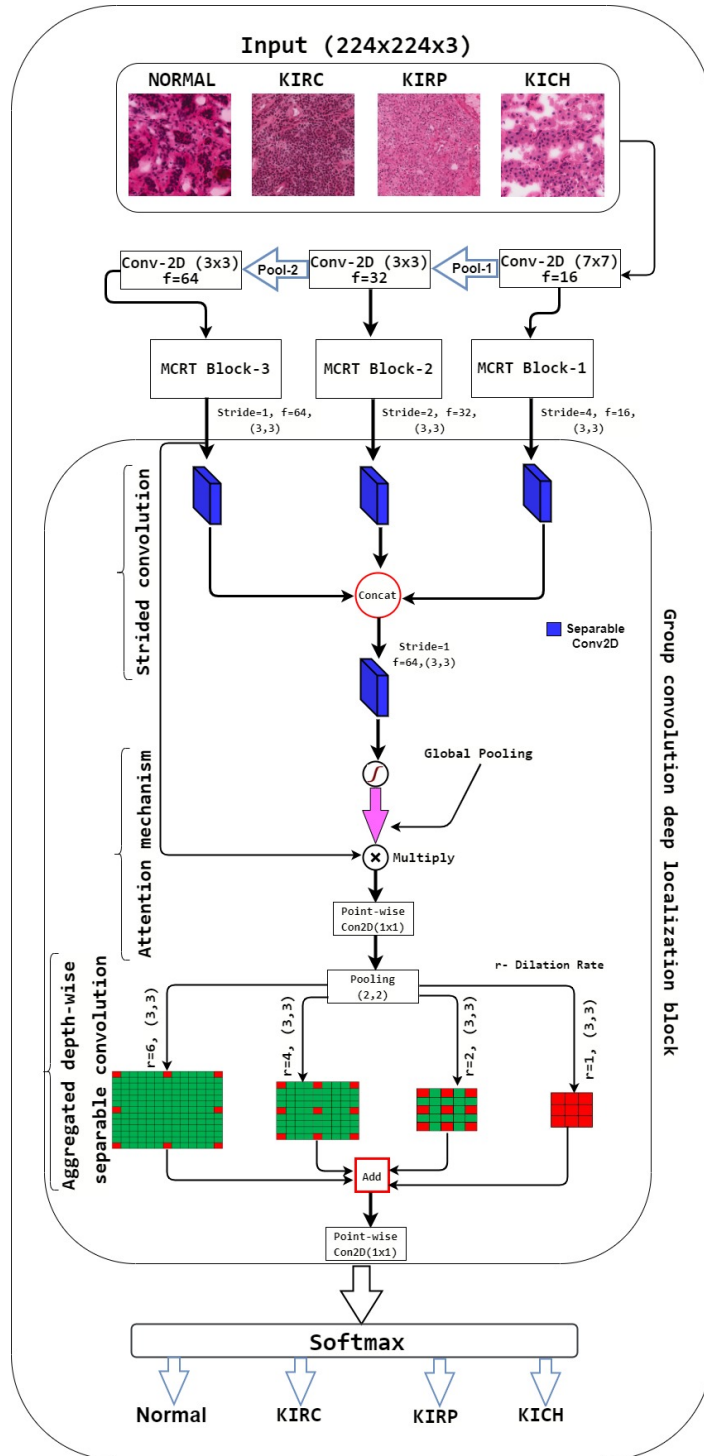 Input (224x224x3)
NORMAL
KIRC
KIRP
KICH
Conv-2D (3x3)
f=64
Pool-2
Conv-2D (3x3)
f=32
Pool-1
Conv-2D (7x7)
f=16
MCRT Block-3
MCRT Block-2
MCRT Block-1
Stride=1, f=64,
(3,3)
Stride=2, f=32,
(3,3)
Stride=4, f=16,
(3,3)
Strided convolution
Concat
Separable
Conv2D
Stride=1
f=64,(3,3)
Group convolution deep localization block
Attention mechanism
∫
Global Pooling
×
Multiply
Point-wise
Con2D(1x1)
Aggregated depth-wise
separable convolution
Pooling
(2,2)
r- Dilation Rate
r=6, (3,3)
r=4, (3,3)
r=2, (3,3)
r=1, (3,3)
Add
Point-wise
Con2D(1x1)
Softmax
Normal
KIRC
KIRP
KICH